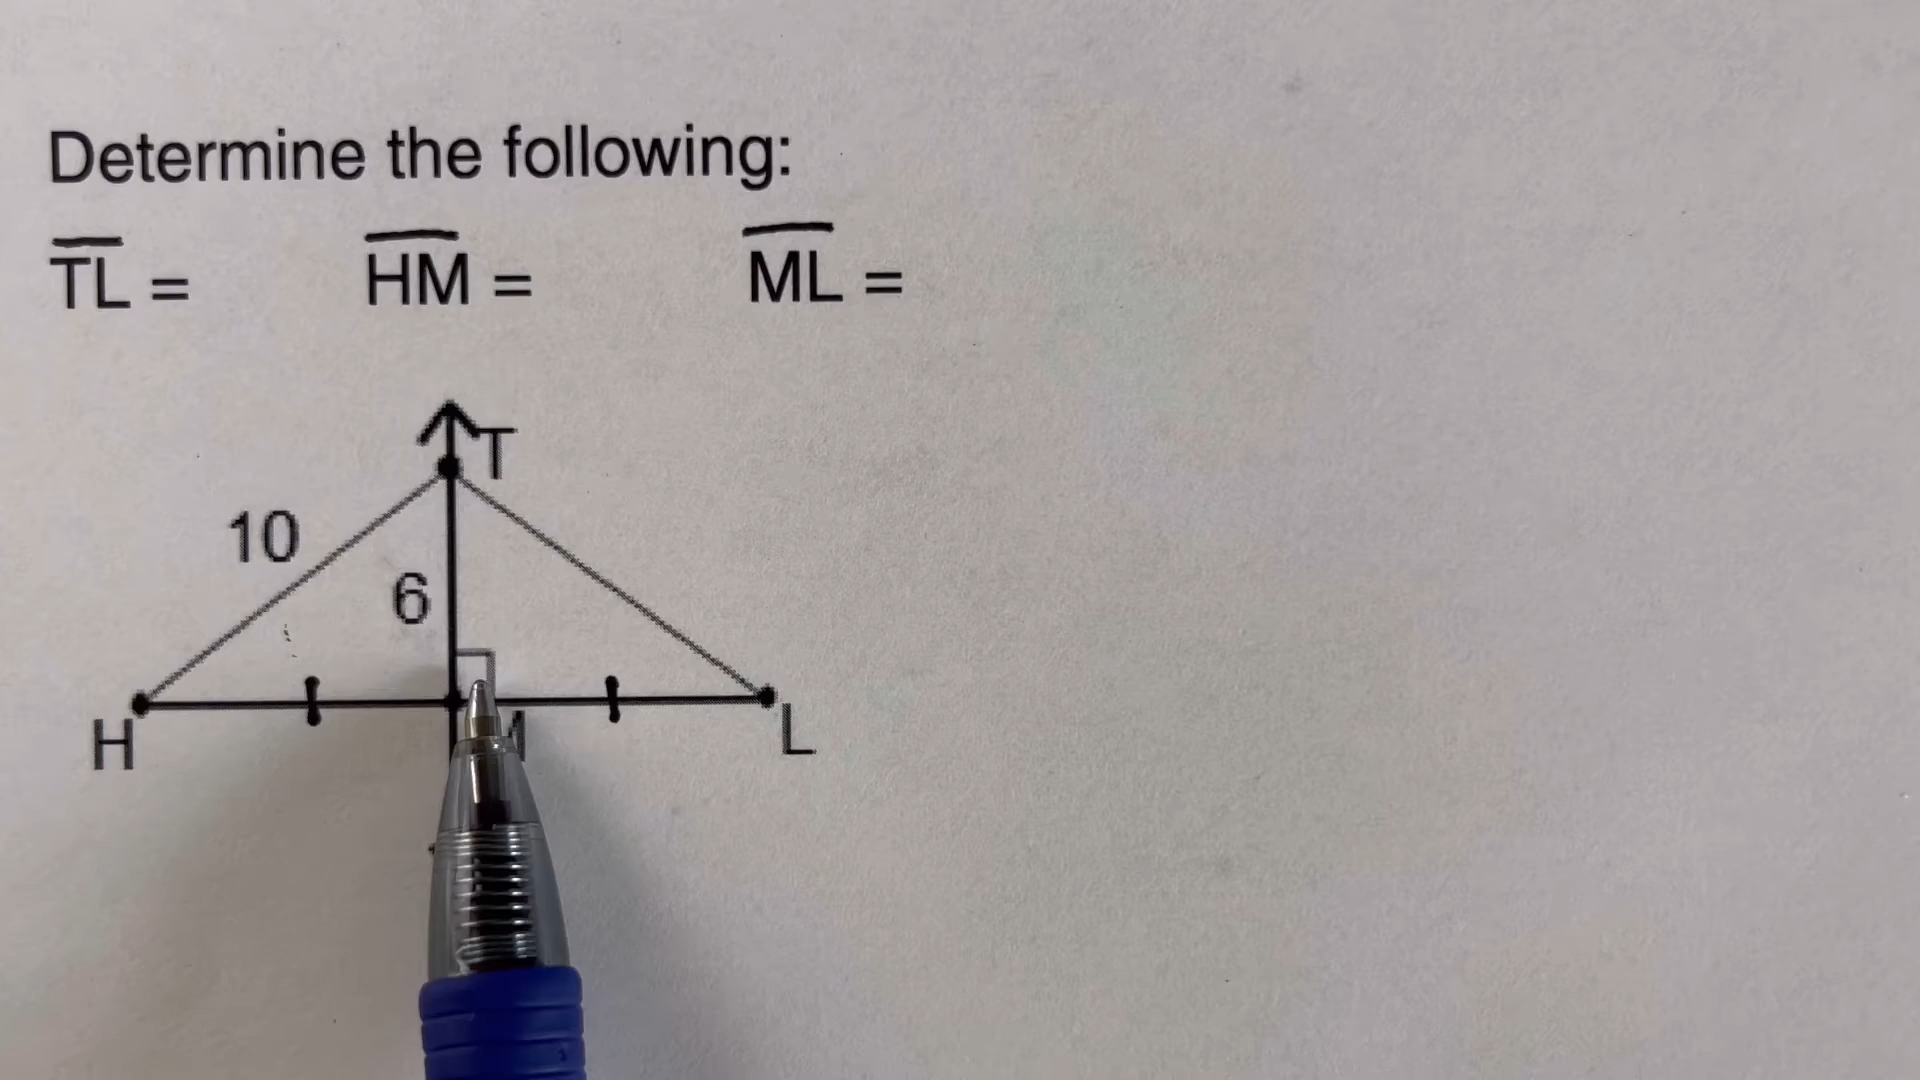 Determine the following:
TL = HM = ML =
T
10
6
H
L